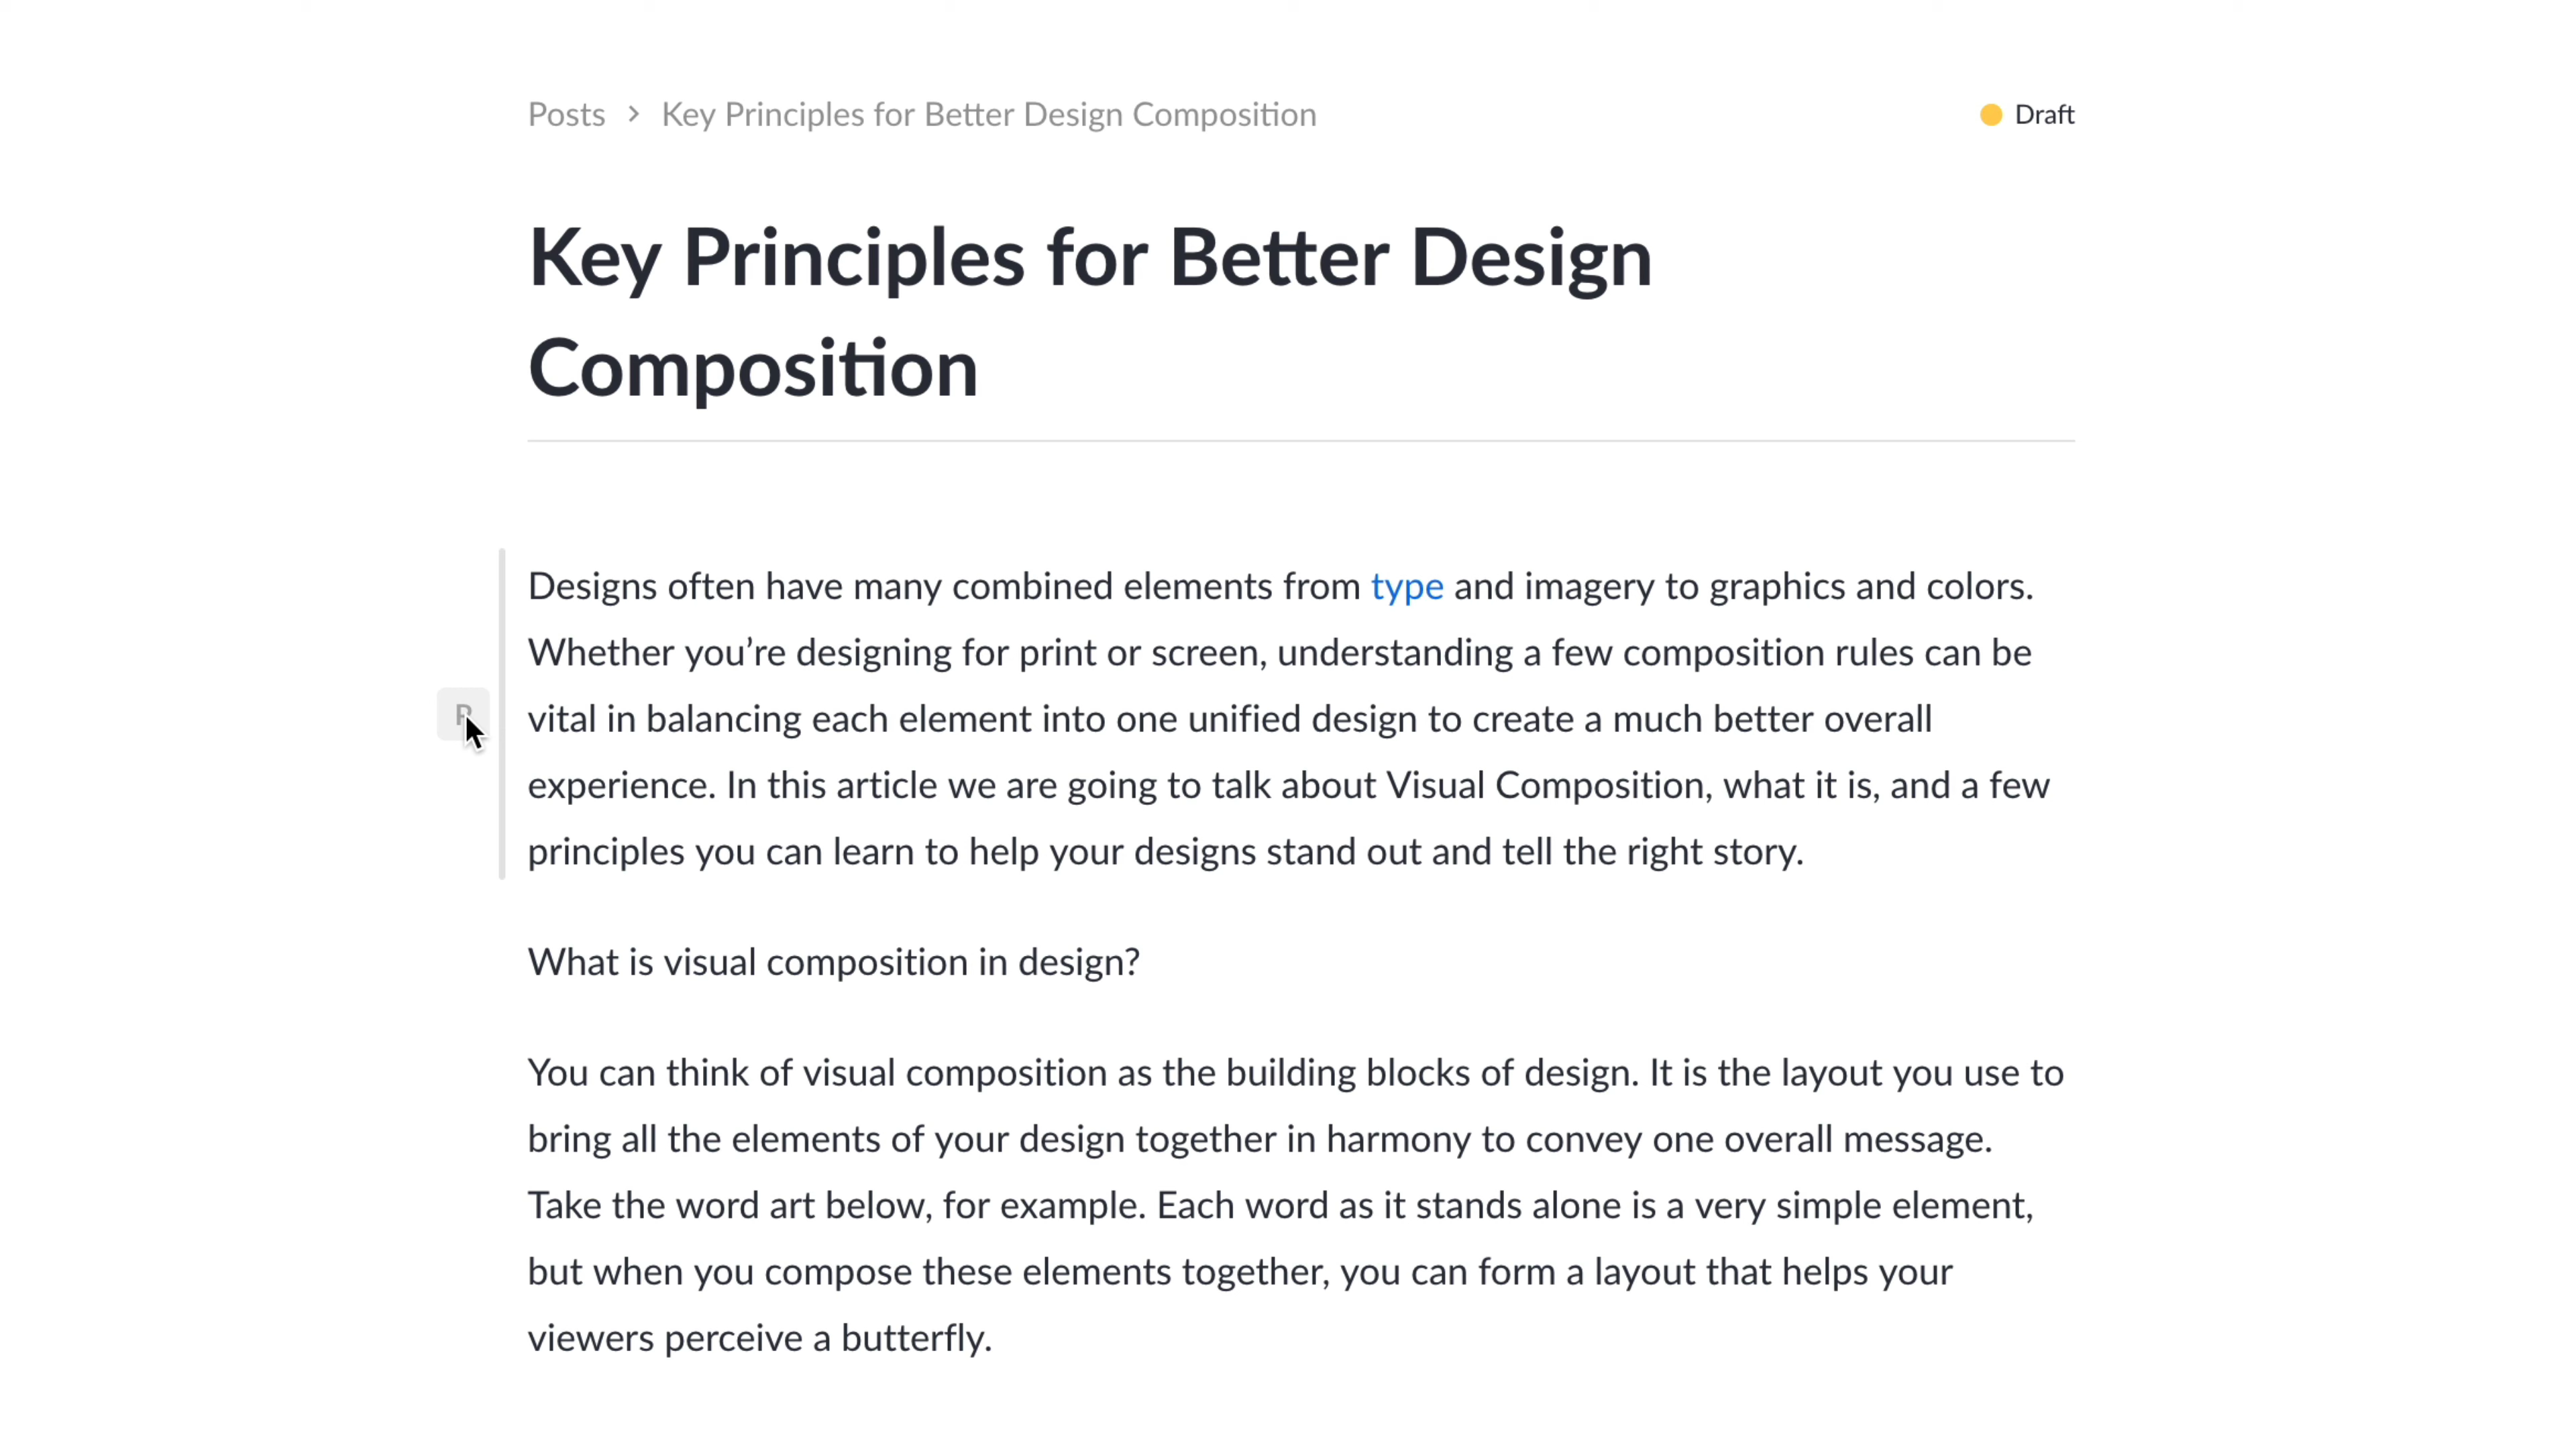 Posts > Key Principles for Better Design Composition
Draft
Key Principles for Better Design
Composition
Designs often have many combined elements from type and imagery to graphics and colors.
Whether you’re designing for print or screen, understanding a few composition rules can be
P
vital in balancing each element into one unified design to create a much better overall
experience. In this article we are going to talk about Visual Composition, what it is, and a few
principles you can learn to help your designs stand out and tell the right story.
What is visual composition in design?
You can think of visual composition as the building blocks of design. It is the layout you use to
bring all the elements of your design together in harmony to convey one overall message.
Take the word art below, for example. Each word as it stands alone is a very simple element,
but when you compose these elements together, you can form a layout that helps your
viewers perceive a butterfly.